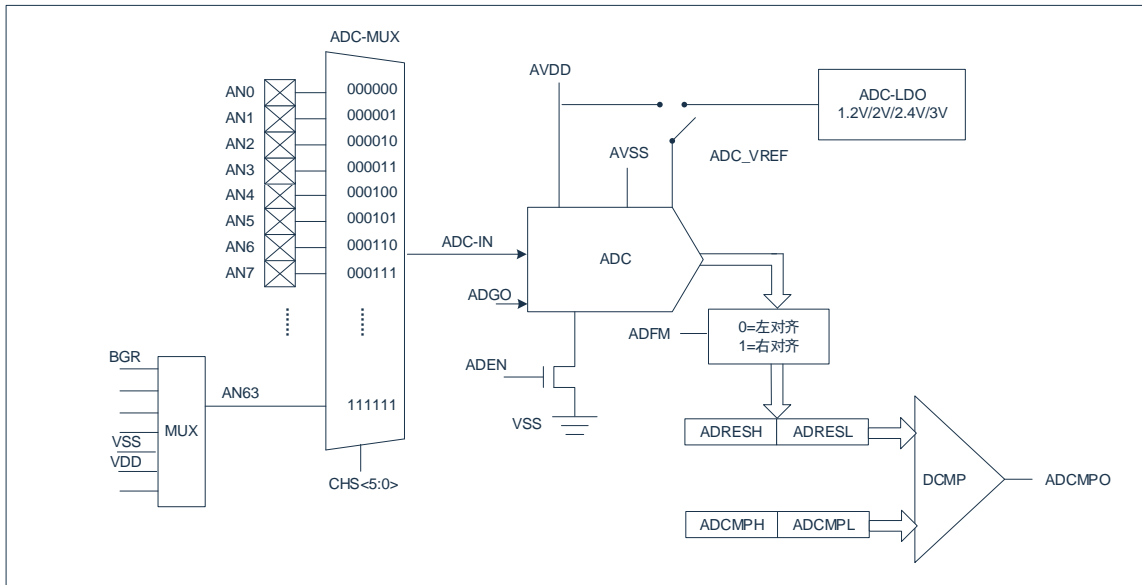 ADC-MUX
AN0
000000
AN1
000001
AN2
000010
AN3
000011
AN4
000100
AN5
000101
AN6
000110
AN7
000111
AVDD
ADC-LDO
1.2V/2V/2.4V/3V
AVSS
ADC_VREF
ADC-IN
ADC
ADGO
ADFM
0=左对齐
1=右对齐
ADEN
VSS
BGR
MUX
VSS
VDD
AN63
111111
CHS<5:0>
ADRESH
ADRESL
DCMP
ADCMPO
ADCMPH
ADCMPL